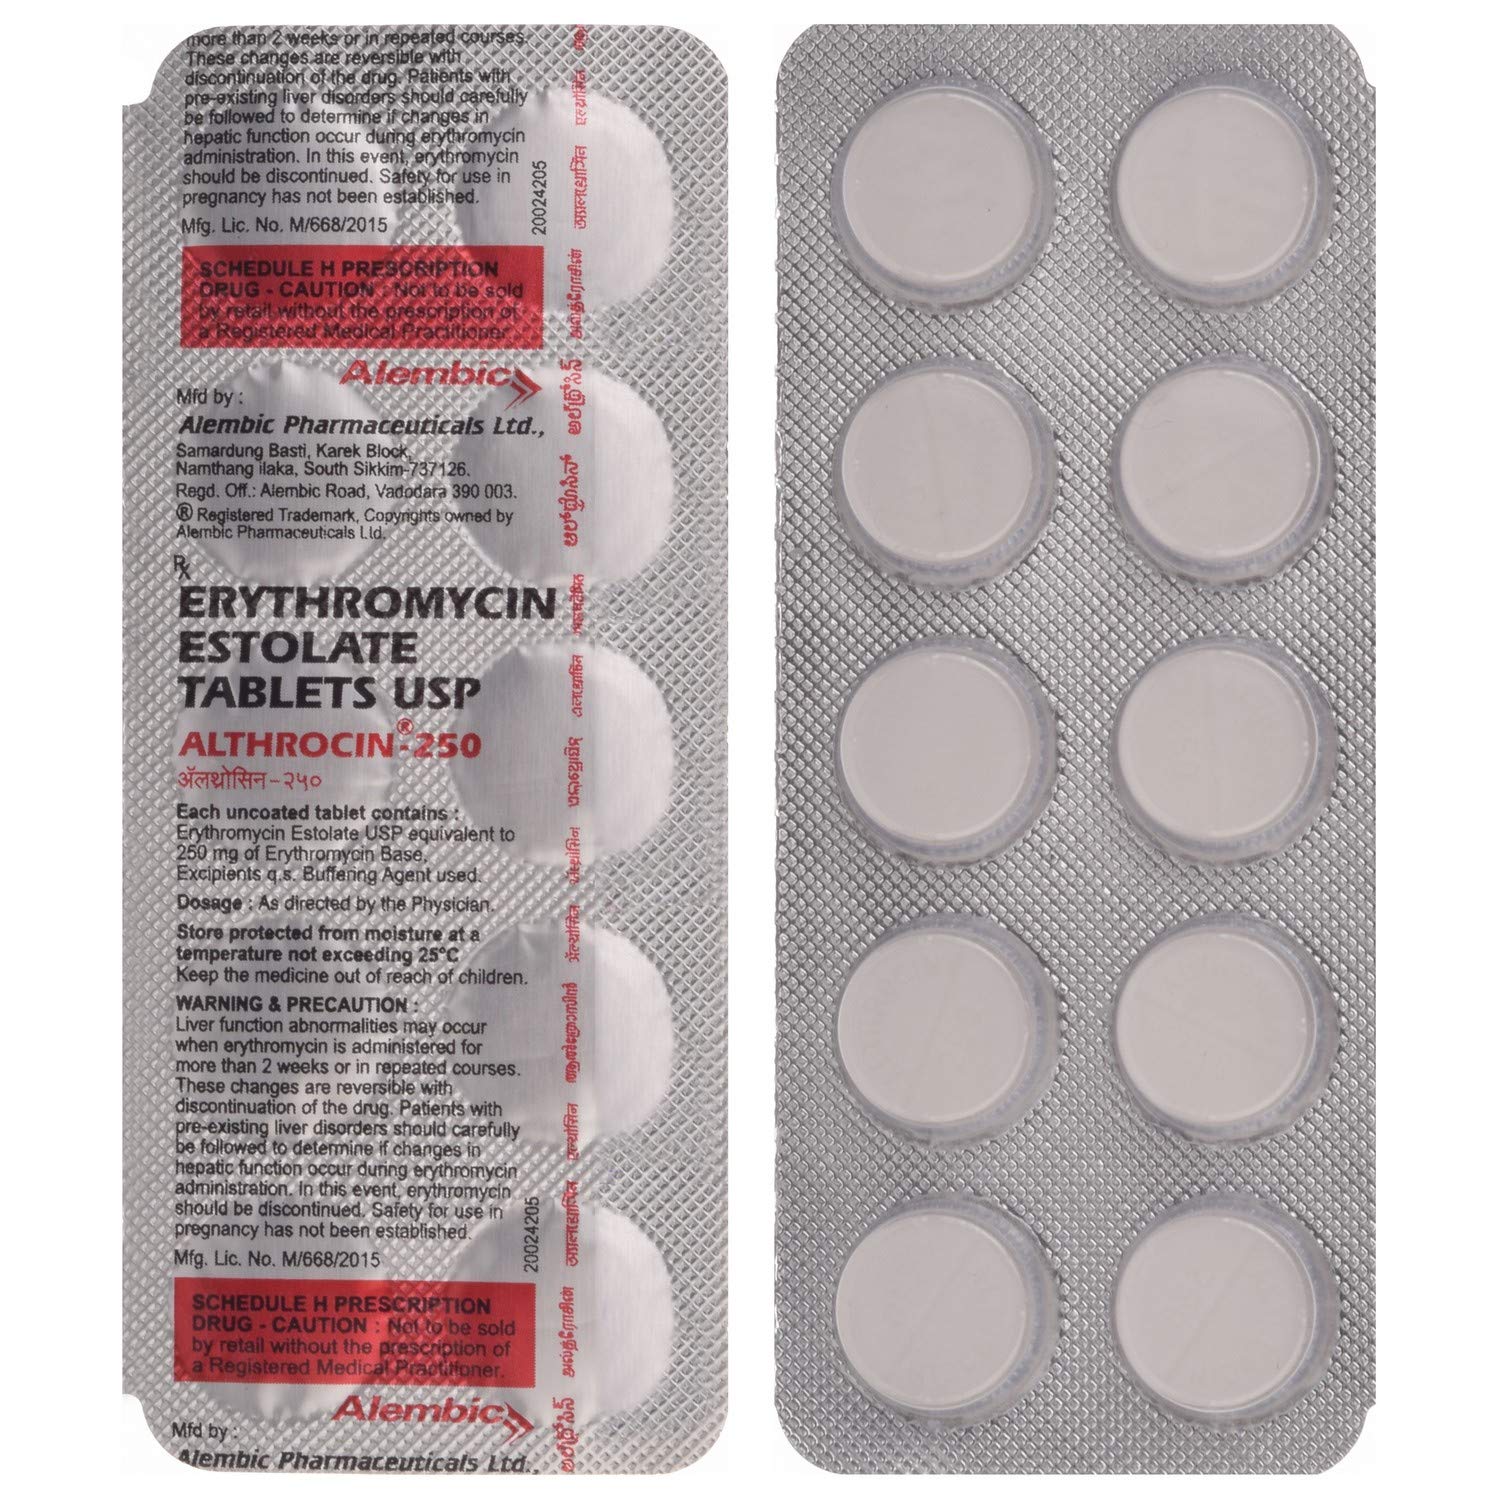 more than 2 weeks or in repeated courses.
These changes are reversible with
discontinuation of the drug. Patients with
pre-existing liver disorders should carefully
be followed to determine if changes in
hepatic function occur during erythromycin
administration. In this event, erythromycin
should be discontinued. Safety for use in
pregnancy has not been established.
Mfg. Lic. No. M/668/2015
20024205
SCHEDULE H PRESCRIPTION
DRUG - CAUTION : Not to be sold
by retail without the prescription of
a Registered Medical Practitioner.
Alembic
Mfd by :
Alembic Pharmaceuticals Ltd.,
Samardung Basti, Karek Block,
Namthang ilaka, South Sikkim-737126.
Regd. Off.: Alembic Road, Vadodara 390 003.
® Registered Trademark, Copyrights owned by
Alembic Pharmaceuticals Ltd.
Rx
ERYTHROMYCIN
ESTOLATE
TABLETS USP
ALTHROCIN®-250
ॲलथ्रोसिन-२५०
Each uncoated tablet contains :
Erythromycin Estolate USP equivalent to
250 mg of Erythromycin Base.
Excipients q.s. Buffering Agent used.
Dosage : As directed by the Physician.
Store protected from moisture at a
temperature not exceeding 25°C
Keep the medicine out of reach of children.
WARNING & PRECAUTION :
Liver function abnormalities may occur
when erythromycin is administered for
more than 2 weeks or in repeated courses.
These changes are reversible with
discontinuation of the drug. Patients with
pre-existing liver disorders should carefully
be followed to determine if changes in
hepatic function occur during erythromycin
administration. In this event, erythromycin
should be discontinued. Safety for use in
pregnancy has not been established.
Mfg. Lic. No. M/668/2015
20024205
SCHEDULE H PRESCRIPTION
DRUG - CAUTION : Not to be sold
by retail without the prescription of
a Registered Medical Practitioner.
Alembic
Mfd by :
Alembic Pharmaceuticals Ltd.,